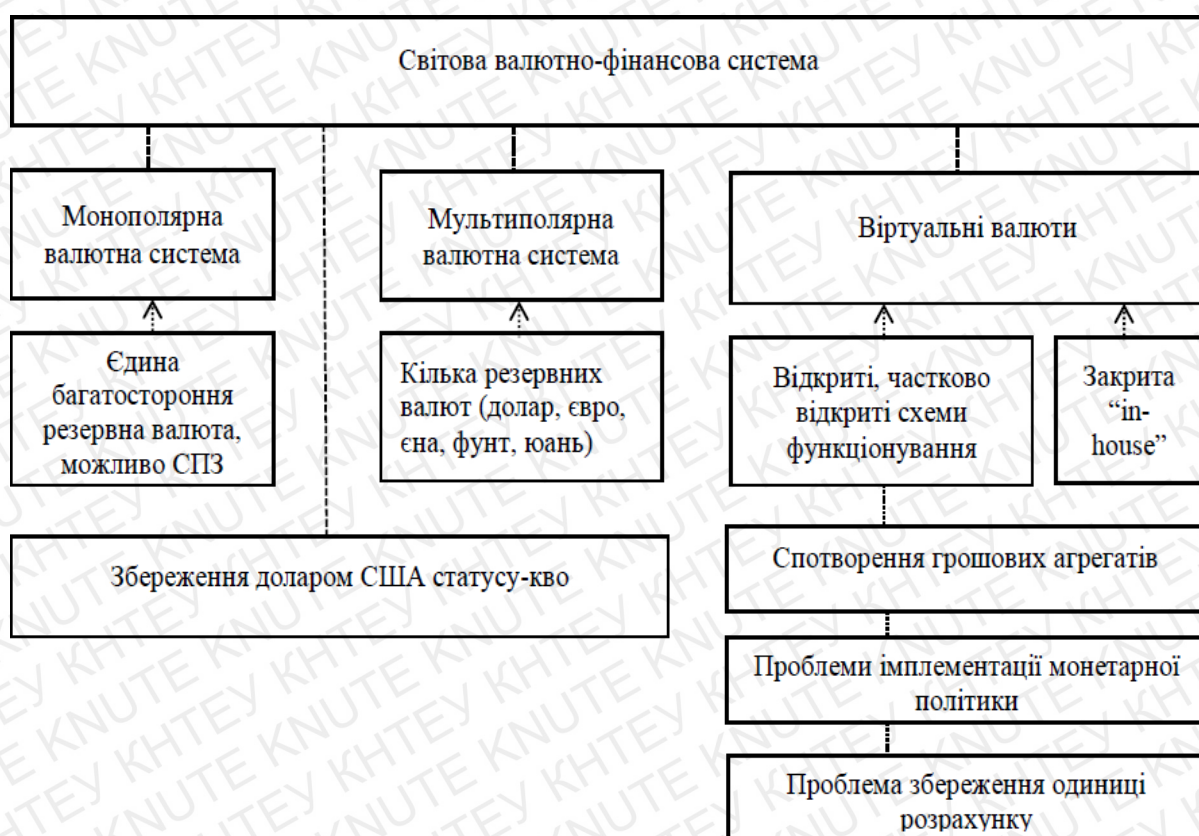 Світова валютно-фінансова система
Монополярна
валютна система
Мультиполярна
валютна система
Віртуальні валюти
Єдина
багатостороння
резервна валюта,
можливо СПЗ
Кілька резервних
валют (долар, євро,
єна, фунт, юань)
Відкриті, частково
відкриті схеми
функціонування
Закрита
“in-
house”
Збереження доларом США статусу-кво
Спотворення грошових агрегатів
Проблеми імплементації монетарної
політики
Проблема збереження одиниці
розрахунку
КНТЕУ KNUTE